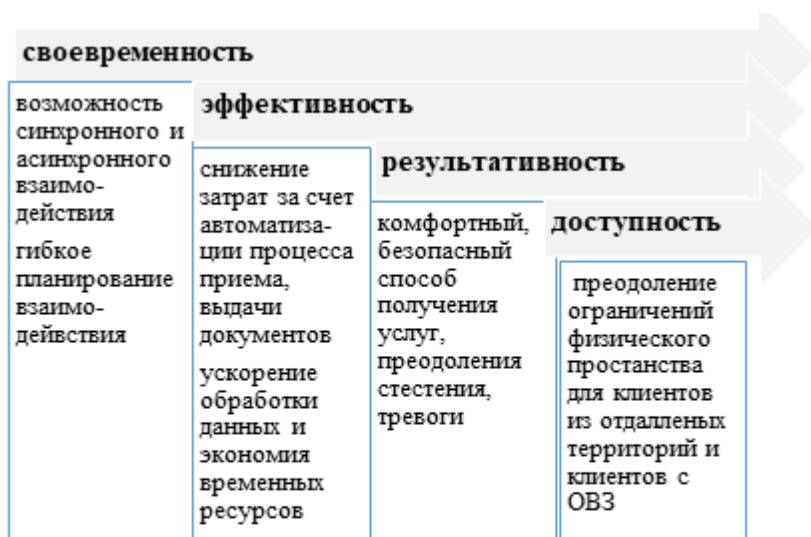 своевременность
возможность
синхронного и
асинхронного
взаимо-
действия
гибкое
планирование
взаимо-
дейвствия
эффективность
снижение
затрат за счет
автоматиза-
ции процесса
приема,
выдачи
документов
ускорение
обработки
данных и
экономия
временных
ресурсов
результативность
комфортный,
безопасный
способ
получения
услуг,
преодоления
стестения,
тревоги
доступность
преодоление
ограничений
физического
простанства
для клиентов
из отдалленых
территорий и
клиентов с
ОВЗ